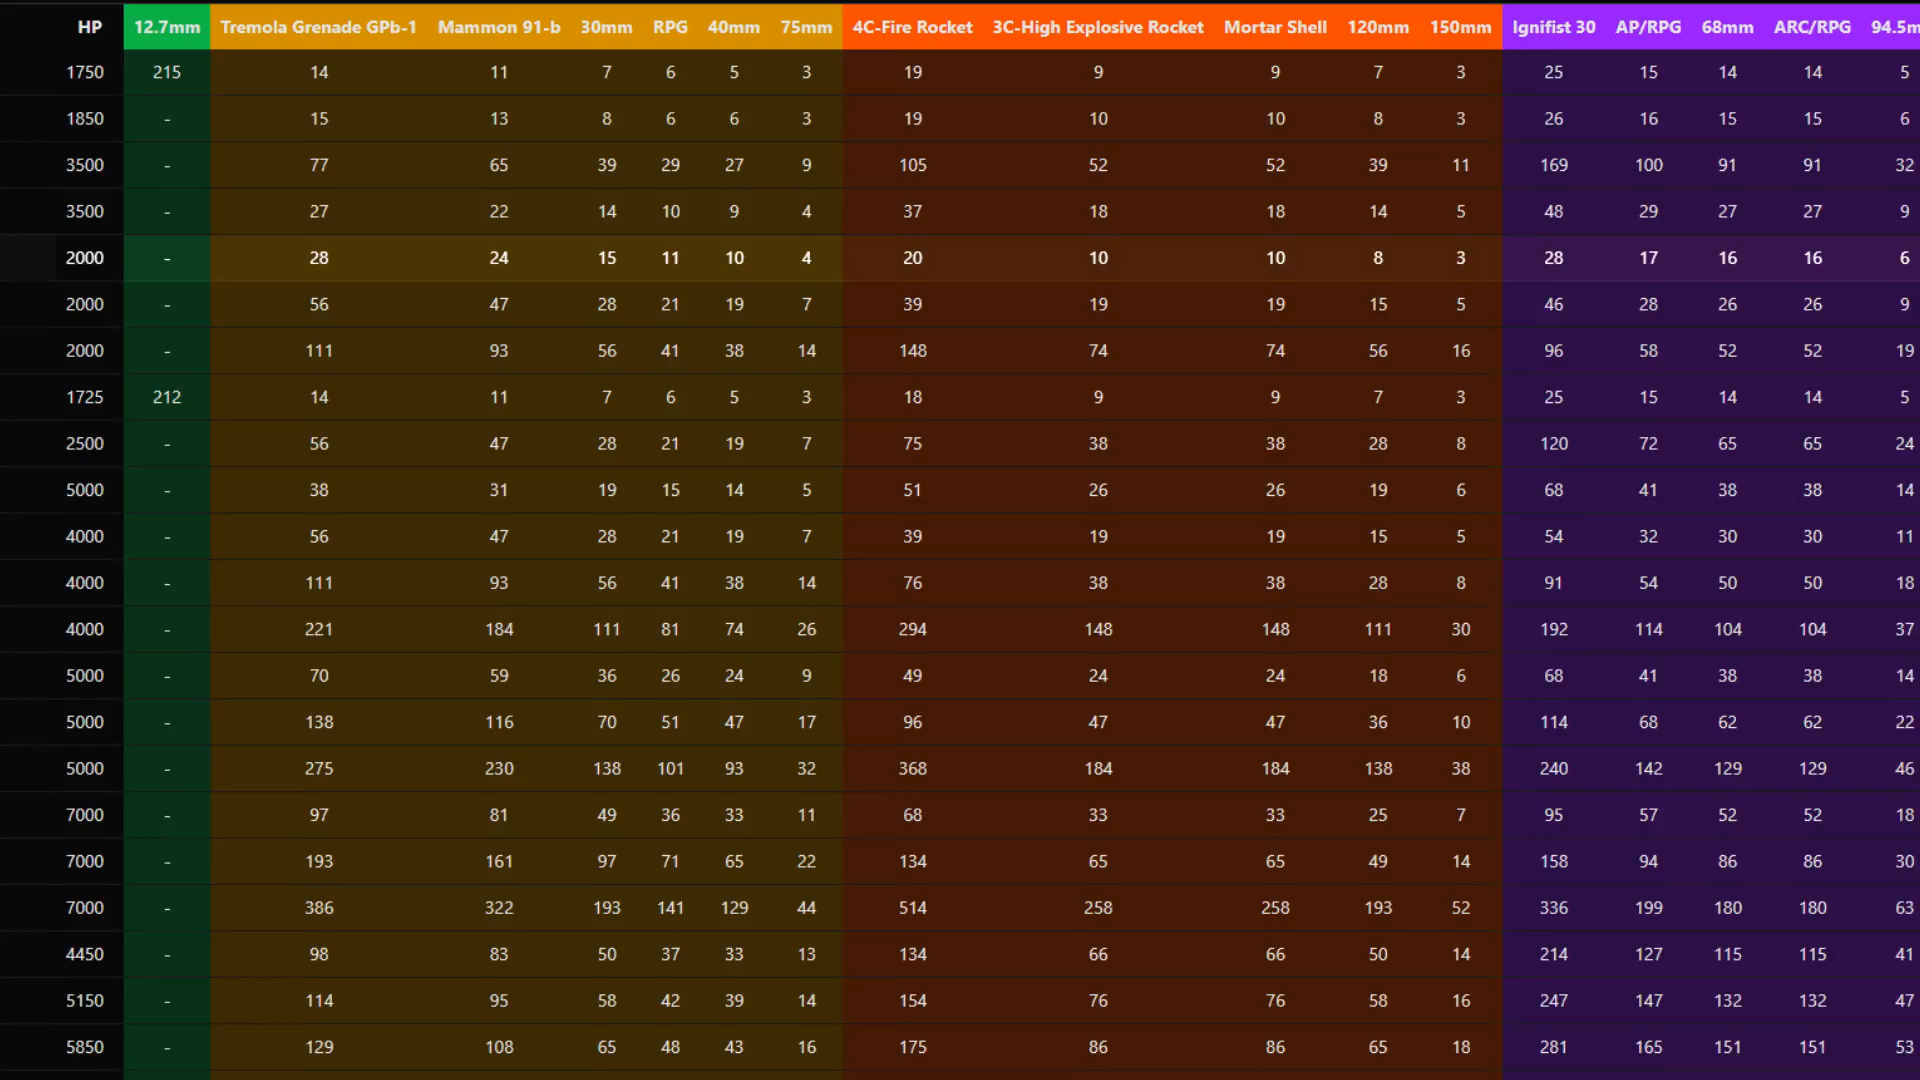 HP 12.7mm Tremola Grenade GPb-1 Mammon 91-b 30mm RPG 40mm 75mm 4C-Fire Rocket 3C-High Explosive Rocket Mortar Shell 120mm 150mm Ignifist 30 AP/RPG 68mm ARC/RPG 94.5m
1750 215 14 11 7 6 5 3 19 9 9 7 3 25 15 14 14 5
1850 - 15 13 8 6 6 3 19 10 10 8 3 26 16 15 15 6
3500 - 77 65 39 29 27 9 105 52 52 39 11 169 100 91 91 32
3500 - 27 22 14 10 9 4 37 18 18 14 5 48 29 27 27 9
2000 - 28 24 15 11 10 4 20 10 10 8 3 28 17 16 16 6
2000 - 56 47 28 21 19 7 39 19 19 15 5 46 28 26 26 9
2000 - 111 93 56 41 38 14 148 74 74 56 16 96 58 52 52 19
1725 212 14 11 7 6 5 3 18 9 9 7 3 25 15 14 14 5
2500 - 56 47 28 21 19 7 75 38 38 28 8 120 72 65 65 24
5000 - 38 31 19 15 14 5 51 26 26 19 6 68 41 38 38 14
4000 - 56 47 28 21 19 7 39 19 19 15 5 54 32 30 30 11
4000 - 111 93 56 41 38 14 76 38 38 28 8 91 54 50 50 18
4000 - 221 184 111 81 74 26 294 148 148 111 30 192 114 104 104 37
5000 - 70 59 36 26 24 9 49 24 24 18 6 68 41 38 38 14
5000 - 138 116 70 51 47 17 96 47 47 36 10 114 68 62 62 22
5000 - 275 230 138 101 93 32 368 184 184 138 38 240 142 129 129 46
7000 - 97 81 49 36 33 11 68 33 33 25 7 95 57 52 52 18
7000 - 193 161 97 71 65 22 134 65 65 49 14 158 94 86 86 30
7000 - 386 322 193 141 129 44 514 258 258 193 52 336 199 180 180 63
4450 - 98 83 50 37 33 13 134 66 66 50 14 214 127 115 115 41
5150 - 114 95 58 42 39 14 154 76 76 58 16 247 147 132 132 47
5850 - 129 108 65 48 43 16 175 86 86 65 18 281 165 151 151 53